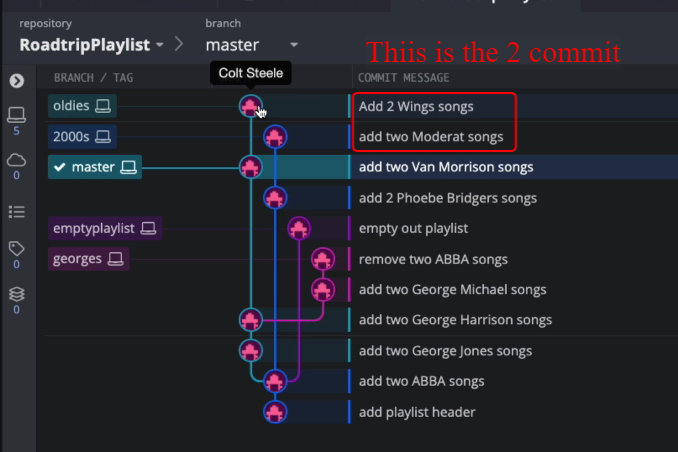 repository
branch
RoadtripPlaylist
master
Thiis is the 2 commit
Colt Steele
BRANCH / TAG
COMMIT MESSAGE
oldies
Add 2 Wings songs
5
2000s
add two Moderat songs
master
add two Van Morrison songs
0
add 2 Phoebe Bridgers songs
emptyplaylist
empty out playlist
georges
remove two ABBA songs
0
add two George Michael songs
0
add two George Harrison songs
add two George Jones songs
add two ABBA songs
add playlist header